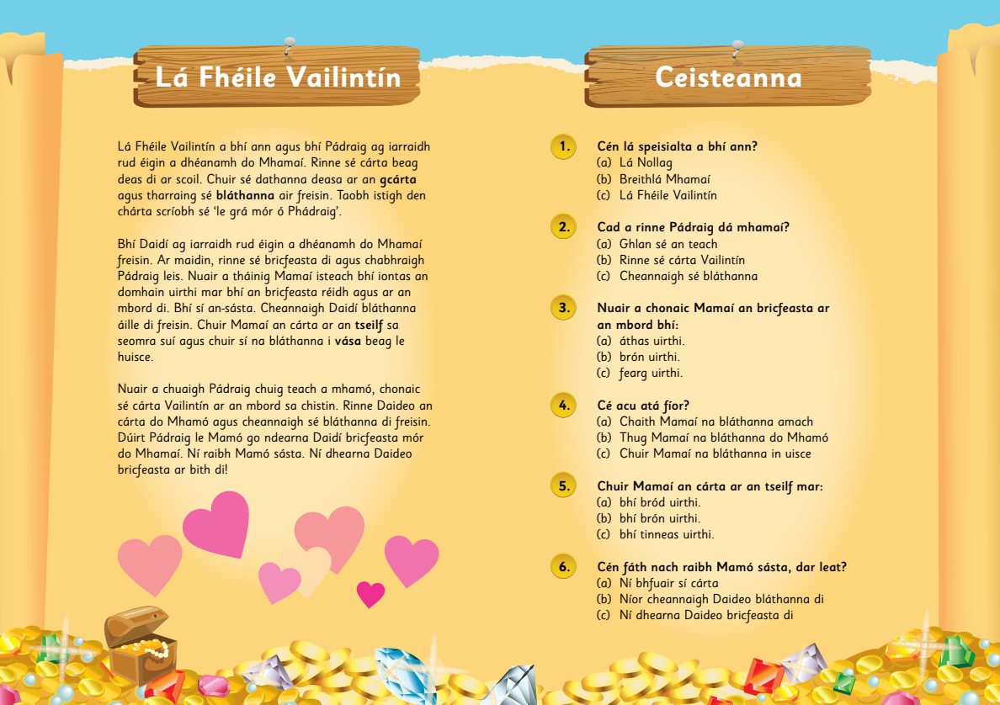 Lá Fhéile Vailintín
Lá Fhéile Vailintín a bhí ann agus bhí Pádraig ag iarraidh
rud éigin a dhéanamh do Mhamaí. Rinne sé cárta beag
deas di ar scoil. Chuir sé dathanna deasa ar an gcárta
agus tharraing sé bláthanna air freisin. Taobh istigh den
chárta scríobh sé ‘le grá mór ó Phádraig’.
Bhí Daidí ag iarraidh rud éigin a dhéanamh do Mhamaí
freisin. Ar maidin, rinne sé bricfeasta di agus chabhraigh
Pádraig leis. Nuair a tháinig Mamaí isteach bhí iontas an
domhain uirthi mar bhí an bricfeasta réidh agus ar an
mbord di. Bhí sí an-sásta. Cheannaigh Daidí bláthanna
áille di freisin. Chuir Mamaí an cárta ar an tseilf sa
seomra suí agus chuir sí na bláthanna i vása beag le
huisce.
Nuair a chuaigh Pádraig chuig teach a mhamó, chonaic
sé cárta Vailintín ar an mbord sa chistin. Rinne Daideo an
cárta do Mhamó agus cheannaigh sé bláthanna di freisin.
Dúirt Pádraig le Mamó go ndearna Daidí bricfeasta mór
do Mhamaí. Ní raibh Mamó sásta. Ní dhearna Daideo
bricfeasta ar bith di!
Ceisteanna
1. Cén lá speisialta a bhí ann?
(a) Lá Nollag
(b) Breithlá Mhamaí
(c) Lá Fhéile Vailintín
2. Cad a rinne Pádraig dá mhamaí?
(a) Ghlan sé an teach
(b) Rinne sé cárta Vailintín
(c) Cheannaigh sé bláthanna
3. Nuair a chonaic Mamaí an bricfeasta ar
an mbord bhí:
(a) áthas uirthi.
(b) brón uirthi.
(c) fearg uirthi.
4. Cé acu atá fíor?
(a) Chaith Mamaí na bláthanna amach
(b) Thug Mamaí na bláthanna do Mhamó
(c) Chuir Mamaí na bláthanna in uisce
5. Chuir Mamaí an cárta ar an tseilf mar:
(a) bhí bród uirthi.
(b) bhí brón uirthi.
(c) bhí tinneas uirthi.
6. Cén fáth nach raibh Mamó sásta, dar leat?
(a) Ní bhfuair sí cárta
(b) Níor cheannaigh Daideo bláthanna di
(c) Ní dhearna Daideo bricfeasta di